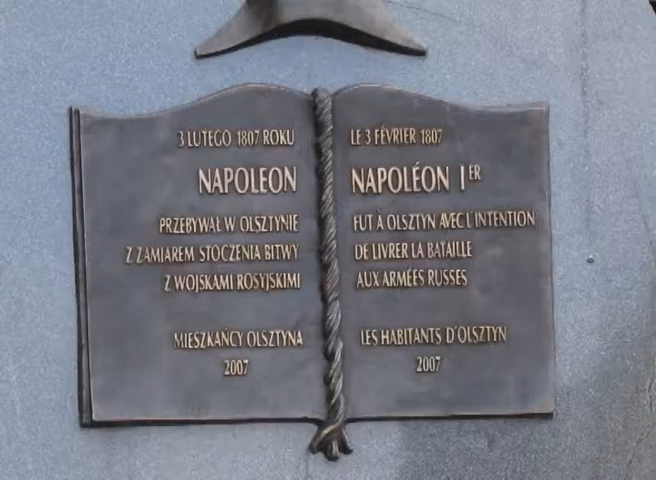 3 LUTEGO 1807 ROKU
NAPOLEON
PRZEBYWAŁ W OLSZTYNIE
Z ZAMIAREM STOCZENIA BITWY
Z WOJSKAMI ROSYJSKIMI
MIESZKAŃCY OLSZTYNA
2007
LE 3 FÉVRIER 1807
NAPOLÉON IER
FUT À OLSZTYN AVEC L'INTENTION
DE LIVRER LA BATAILLE
AUX ARMÉES RUSSES
LES HABITANTS D'OLSZTYN
2007